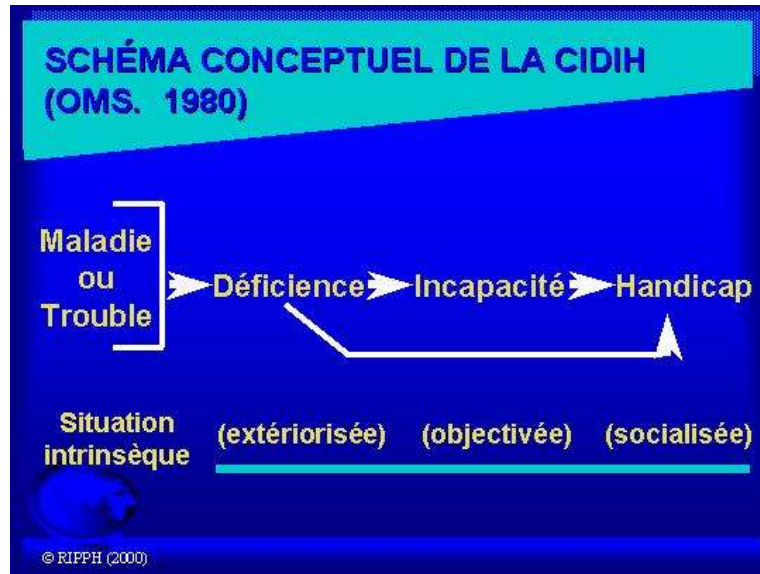 SCHÉMA CONCEPTUEL DE LA CIDIH
(OMS. 1980)
Maladie
ou
Trouble
Déficience Incapacité Handicap
Situation
intrinsèque
(extériorisée) (objectivée) (socialisée)
© RIPPH (2000)